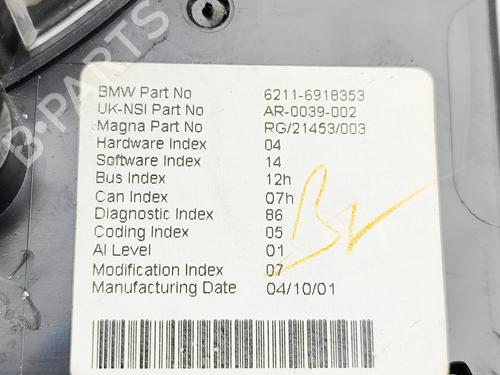 BMW Part No 6211-6918353
UK-NSI Part No AR-0039-002
Magna Part No RG/21453/003
Hardware Index 04
Software Index 14
Bus Index 12h
Can Index 07h
Diagnostic Index 86
Coding Index 05
AI Level 01
Modification Index 07
Manufacturing Date 04/10/01
B-PARTS